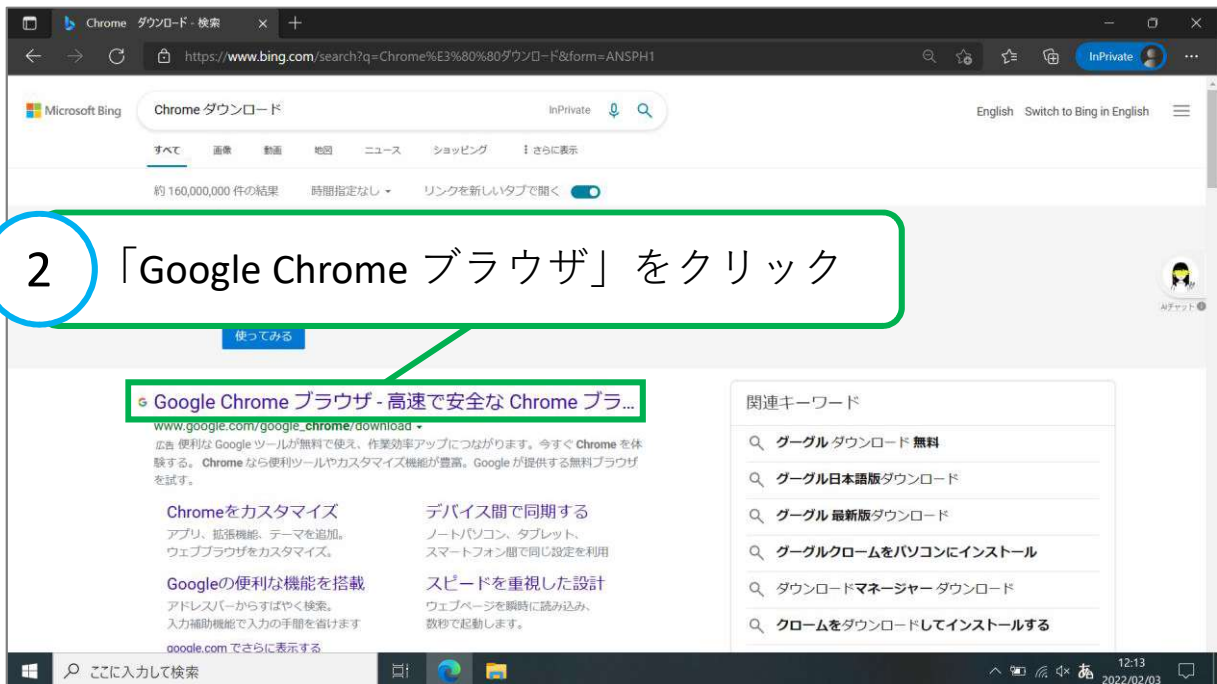 Chrome ダウンロード - 検索
https://www.bing.com/search?q=Chrome%E3%80%80ダウンロード&form=ANSPH1
InPrivate
Microsoft Bing
Chrome ダウンロード
InPrivate
English Switch to Bing in English
すべて 画像 動画 地図 ニュース ショッピング さらに表示
約 160,000,000 件の結果 時間指定なし リンクを新しいタブで開く
2 「Google Chrome ブラウザ」をクリック
AIチャット
使ってみる
G Google Chrome ブラウザ - 高速で安全な Chrome ブラ...
www.google.com/google_chrome/download
広告 便利な Google ツールが無料で使え、作業効率アップにつながります。今すぐ Chrome を体
験する。 Chrome なら便利ツールやカスタマイズ機能が豊富。Google が提供する無料ブラウザ
を試す。
Chromeをカスタマイズ
アプリ、拡張機能、テーマを追加。
ウェブブラウザをカスタマイズ。
デバイス間で同期する
ノートパソコン、タブレット、
スマートフォン間で同じ設定を利用
Googleの便利な機能を搭載
アドレスバーからすばやく検索。
入力補助機能で入力の手間を省けます
スピードを重視した設計
ウェブページを瞬時に読み込み、
数秒で起動します。
google.com でさらに表示する
関連キーワード
グーグル ダウンロード 無料
グーグル日本語版ダウンロード
グーグル 最新版ダウンロード
グーグルクロームをパソコンにインストール
ダウンロードマネージャー ダウンロード
クロームをダウンロードしてインストールする
ここに入力して検索
あ
12:13
2022/02/03